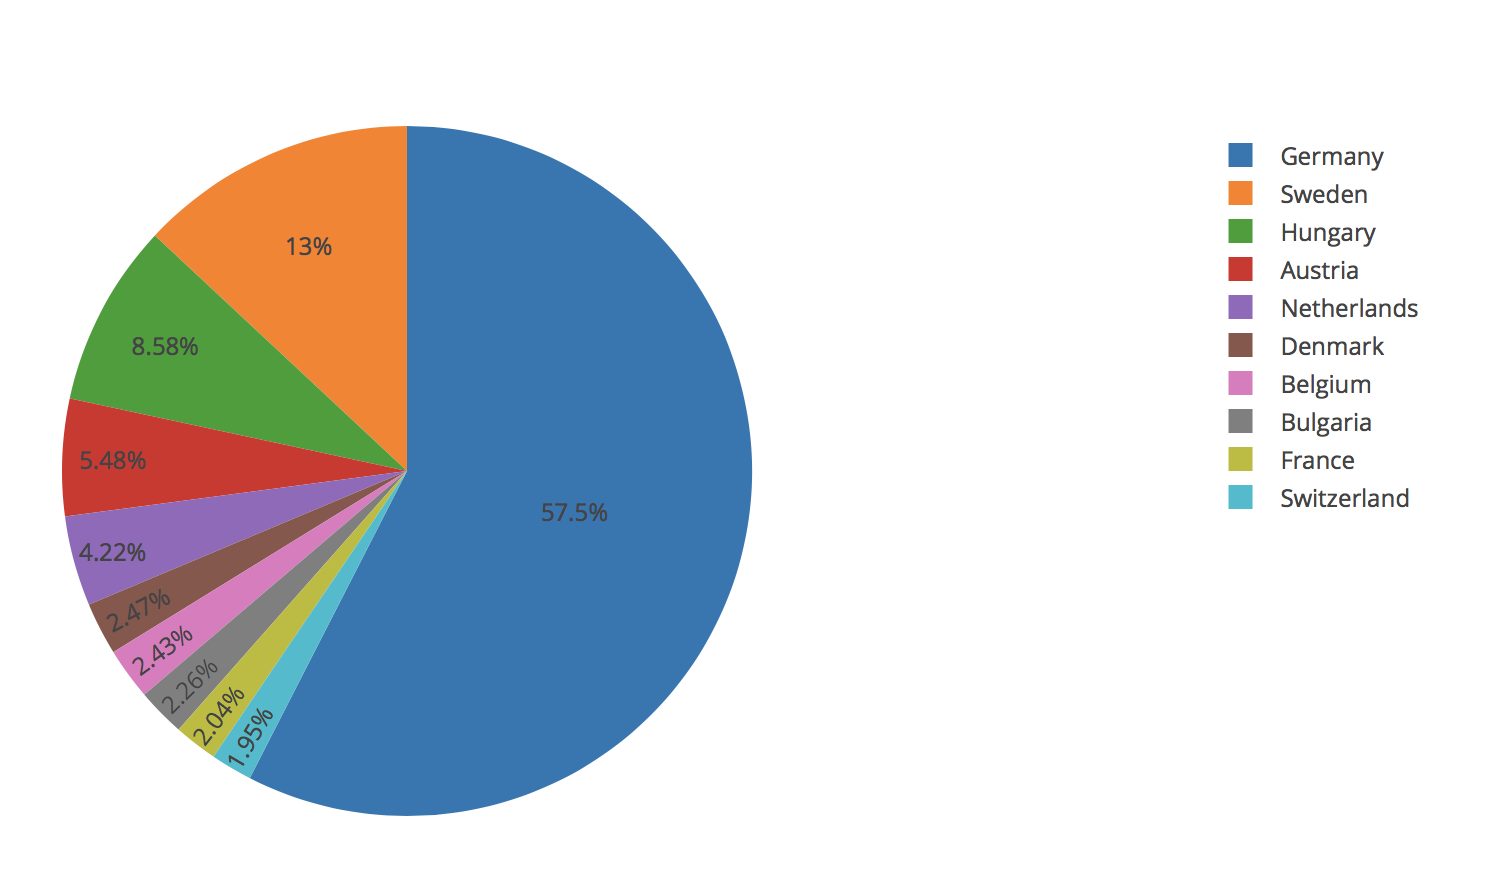 13%
8.58%
5.48%
4.22%
2.47%
2.43%
2.26%
2.04%
1.95%
57.5%
Germany
Sweden
Hungary
Austria
Netherlands
Denmark
Belgium
Bulgaria
France
Switzerland